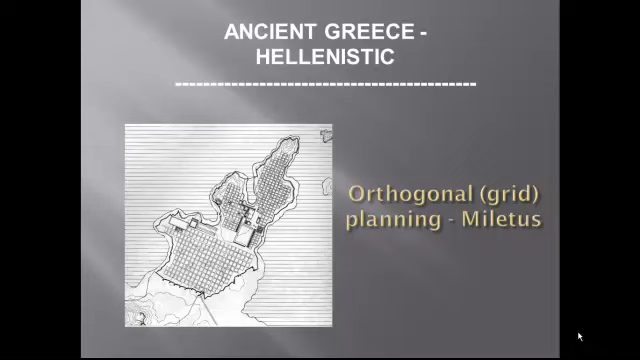 ANCIENT GREECE -
HELLENISTIC
-------------------------------------------
Orthogonal (grid)
planning - Miletus